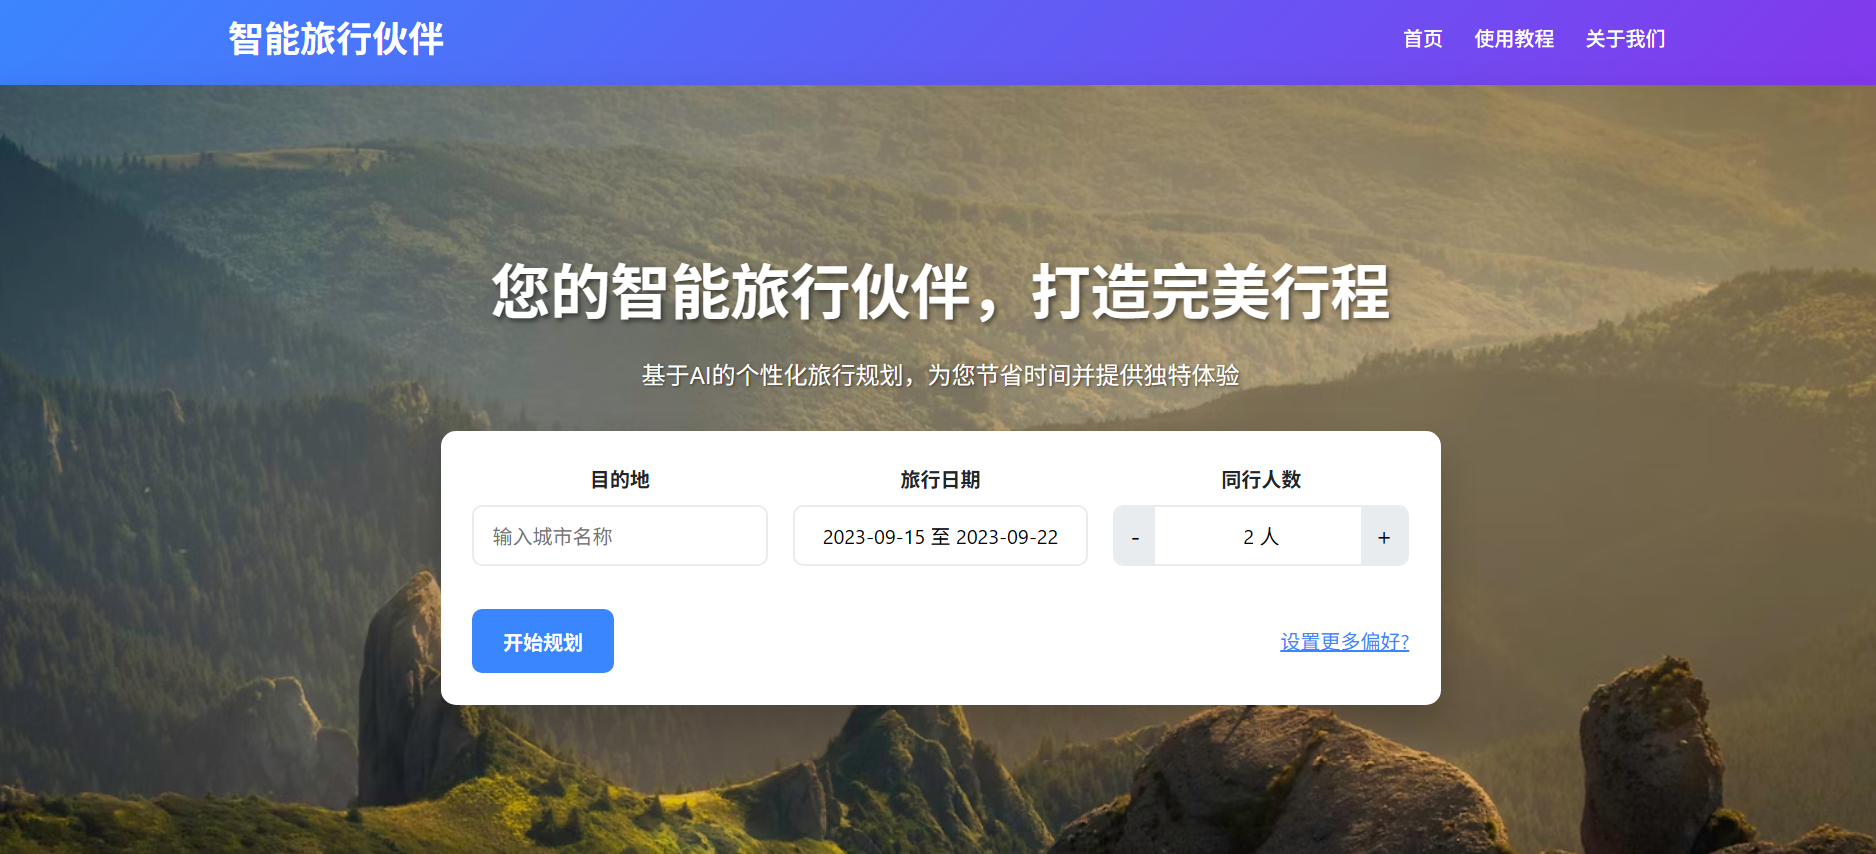 智能旅行伙伴
首页 使用教程 关于我们
您的智能旅行伙伴，打造完美行程
基于AI的个性化旅行规划，为您节省时间并提供独特体验
目的地 旅行日期 同行人数
输入城市名称 2023-09-15 至 2023-09-22 - 2 人 +
开始规划 设置更多偏好?